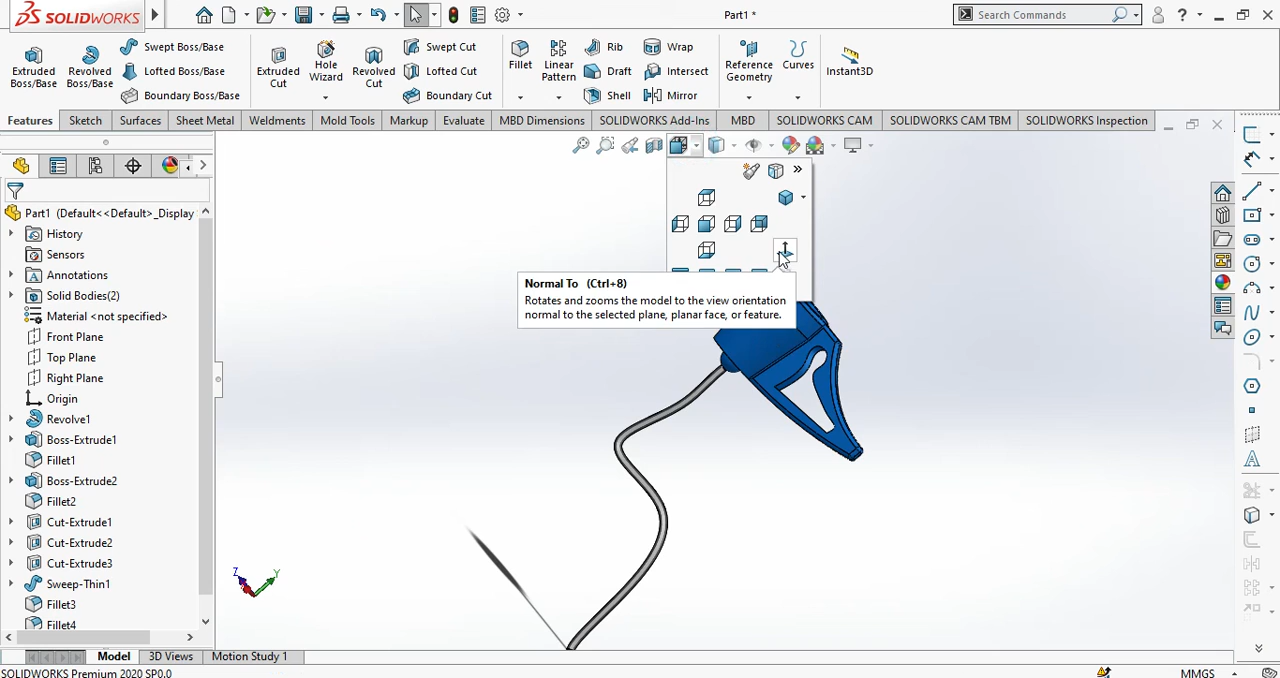 SOLIDWORKS
Part1 *
Search Commands
?
Extruded Boss/Base
Revolved Boss/Base
Swept Boss/Base
Lofted Boss/Base
Boundary Boss/Base
Extruded Cut
Hole Wizard
Revolved Cut
Swept Cut
Lofted Cut
Boundary Cut
Fillet
Linear Pattern
Rib
Draft
Shell
Wrap
Intersect
Mirror
Reference Geometry
Curves
Instant3D
Features
Sketch
Surfaces
Sheet Metal
Weldments
Mold Tools
Markup
Evaluate
MBD Dimensions
SOLIDWORKS Add-Ins
MBD
SOLIDWORKS CAM
SOLIDWORKS CAM TBM
SOLIDWORKS Inspection
Part1 (Default<<Default>_Display
History
Sensors
Annotations
Solid Bodies(2)
Material <not specified>
Front Plane
Top Plane
Right Plane
Origin
Revolve1
Boss-Extrude1
Fillet1
Boss-Extrude2
Fillet2
Cut-Extrude1
Cut-Extrude2
Cut-Extrude3
Sweep-Thin1
Fillet3
Fillet4
Normal To (Ctrl+8)
Rotates and zooms the model to the view orientation
normal to the selected plane, planar face, or feature.
Z
Y
Model
3D Views
Motion Study 1
SOLIDWORKS Premium 2020 SP0.0
MMGS